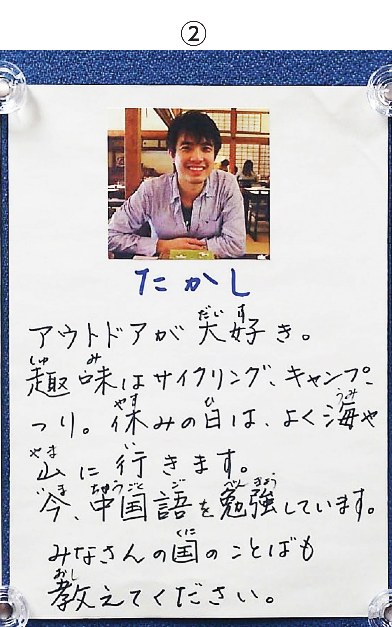 ②
たかし
アウトドアが大好き。
趣味はサイクリング、キャンプ、
つり。休みの日は、よく海や
山に行きます。
今、中国語を勉強しています。
みなさんの国のことばも
教えてください。